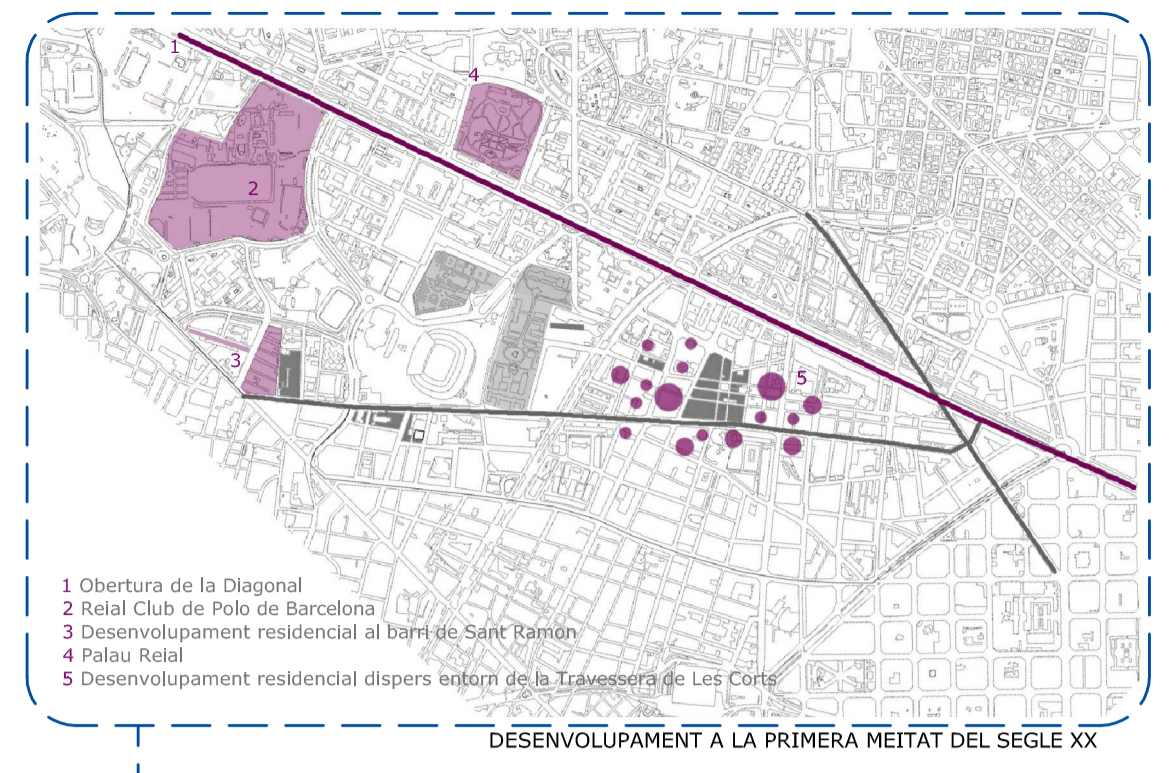 1
4
2
3
5
1 Obertura de la Diagonal
2 Reial Club de Polo de Barcelona
3 Desenvolupament residencial al barri de Sant Ramon
4 Palau Reial
5 Desenvolupament residencial dispers entorn de la Travessera de Les Corts
DESENVOLUPAMENT A LA PRIMERA MEITAT DEL SEGLE XX